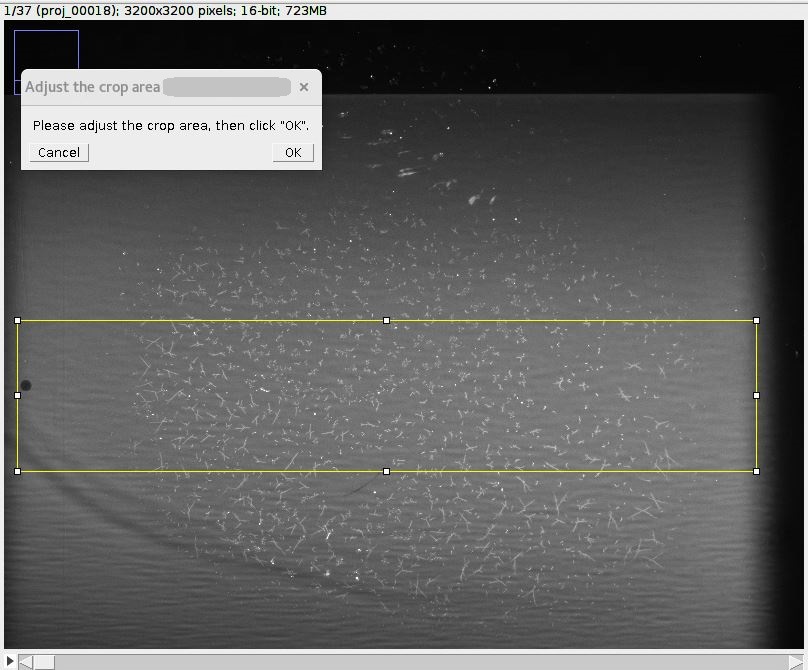 1/37 (proj_00018); 3200x3200 pixels; 16-bit; 723MB
Adjust the crop area
Please adjust the crop area, then click "OK".
Cancel
OK